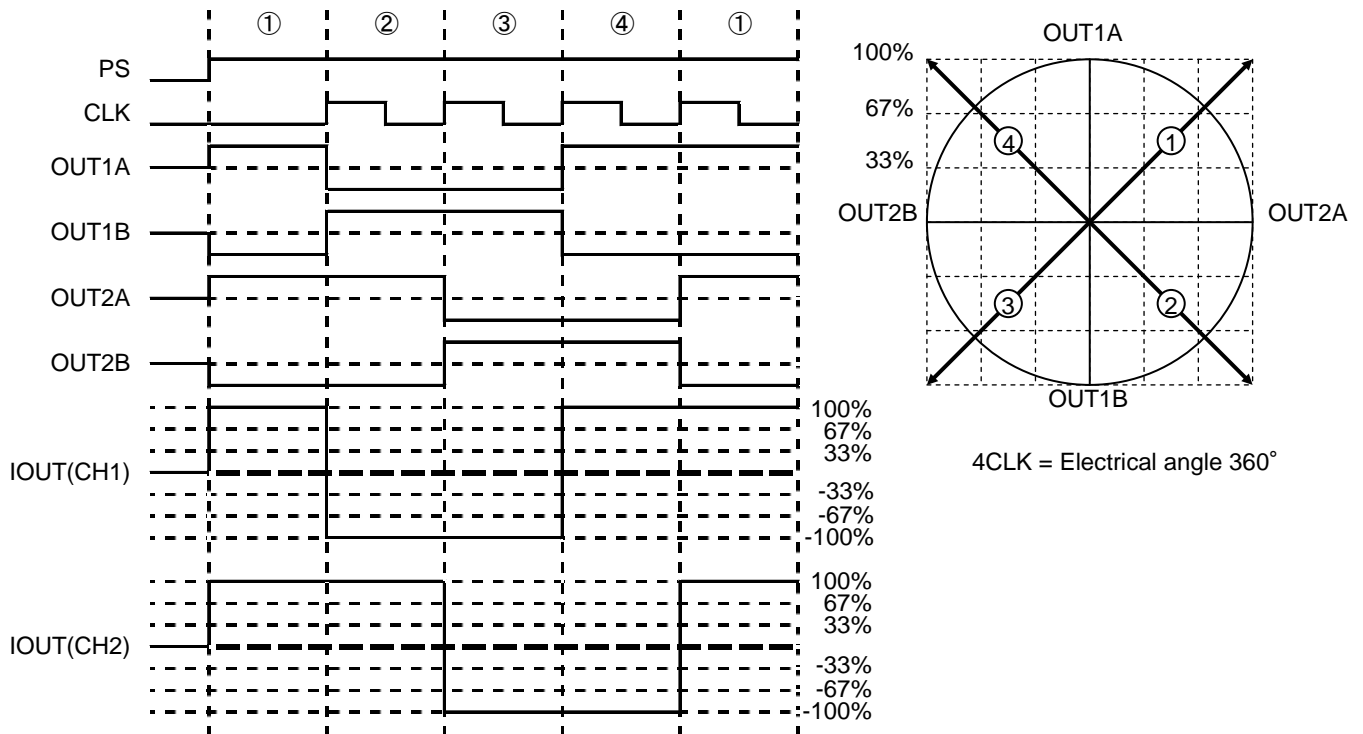 ① ② ③ ④ ①
PS
CLK
OUT1A
OUT1B
OUT2A
OUT2B
IOUT(CH1)
100%
67%
33%
-33%
-67%
-100%
IOUT(CH2)
100%
67%
33%
-33%
-67%
-100%
OUT1A
100%
67%
33%
④ ①
OUT2B OUT2A
③ ②
OUT1B
4CLK = Electrical angle 360°